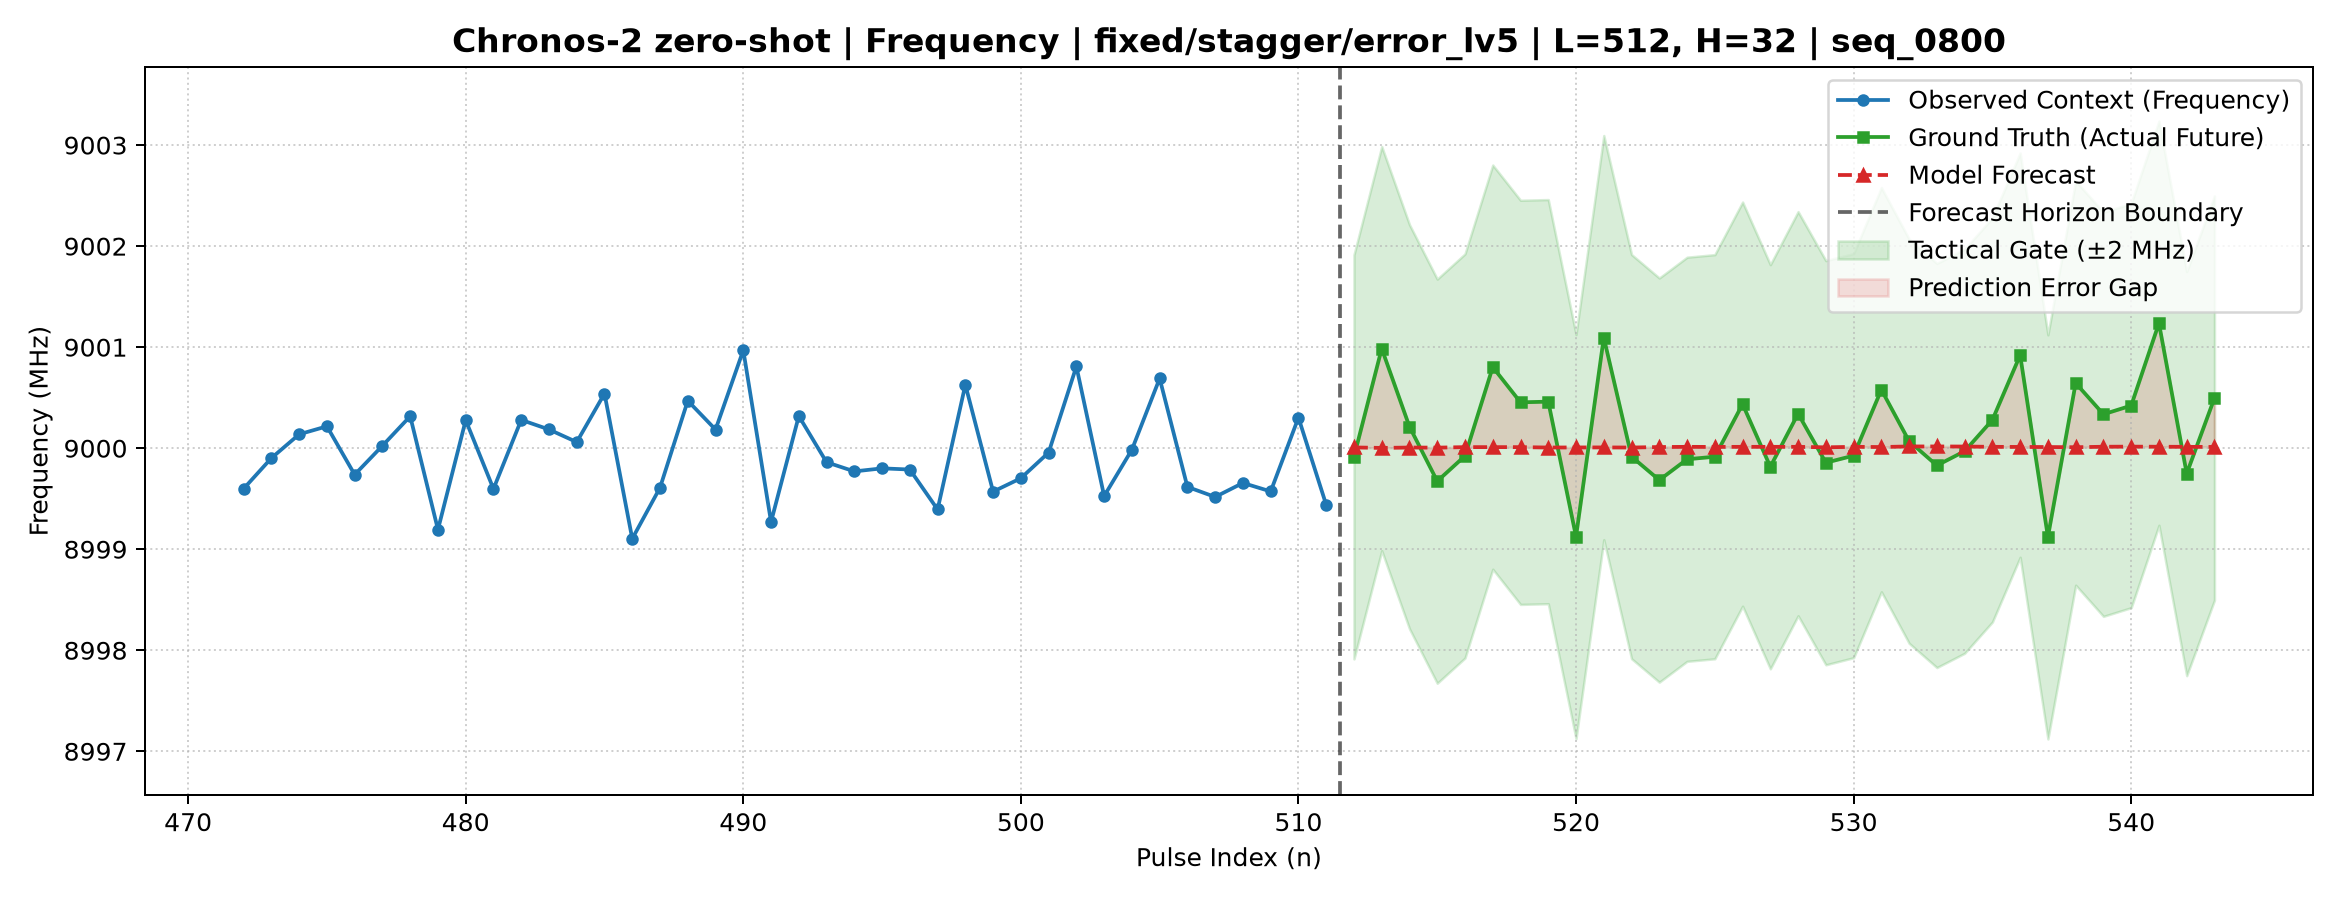 Chronos-2 zero-shot | Frequency | fixed/stagger/error_lv5 | L=512, H=32 | seq_0800
Frequency (MHz)
9003
9002
9001
9000
8999
8998
8997
Observed Context (Frequency)
Ground Truth (Actual Future)
Model Forecast
Forecast Horizon Boundary
Tactical Gate (±2 MHz)
Prediction Error Gap
470 480 490 500 510 520 530 540
Pulse Index (n)